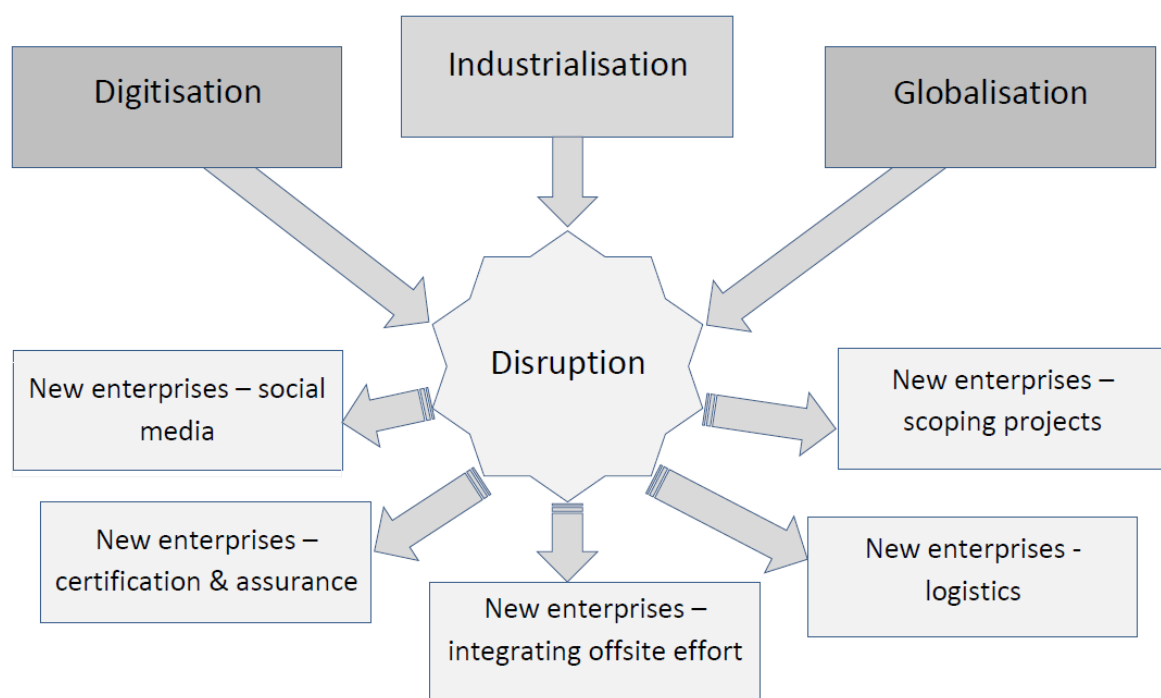 Digitisation
Industrialisation
Globalisation
Disruption
New enterprises – social
media
New enterprises –
scoping projects
New enterprises –
certification & assurance
New enterprises -
logistics
New enterprises –
integrating offsite effort